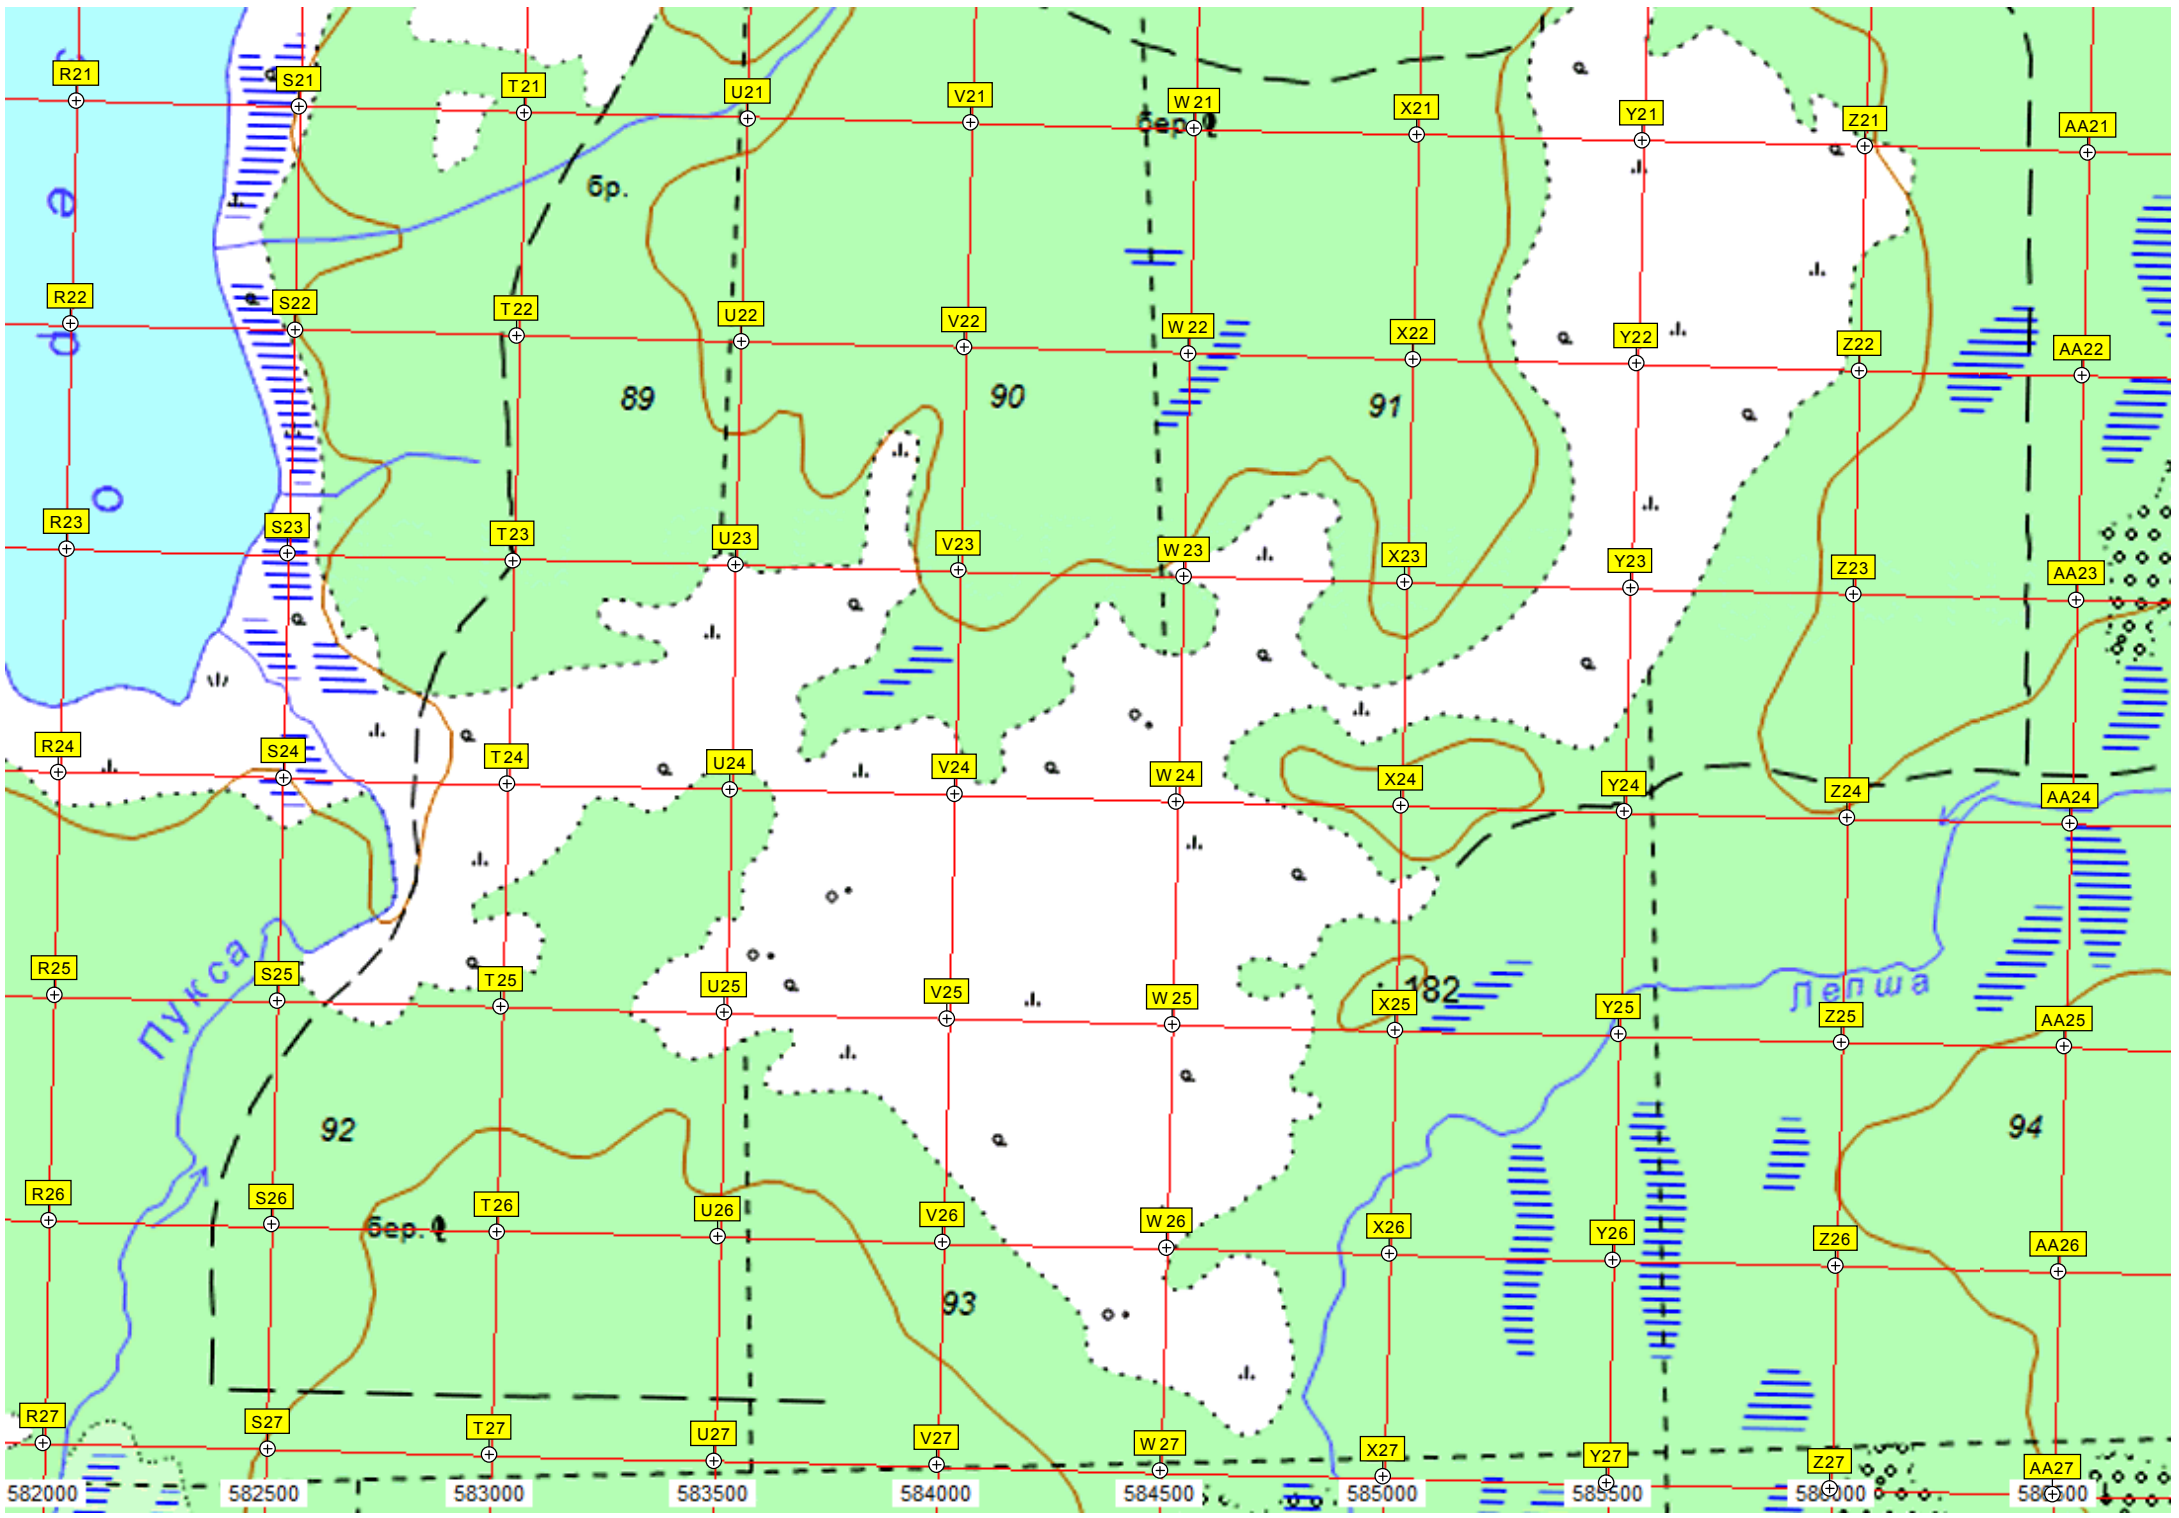 R21 S21 T21 U21 V21 W21 X21 Y21 Z21 AA21
бер.
бр.
е
R22 S22 T22 U22 V22 W22 X22 Y22 Z22 AA22
р
89 90 91
о
R23 S23 T23 U23 V23 W23 X23 Y23 Z23 AA23
R24 S24 T24 U24 V24 W24 X24 Y24 Z24 AA24
Пукса
182
Лепша
R25 S25 T25 U25 V25 W25 X25 Y25 Z25 AA25
92 94
R26 S26 T26 U26 V26 W26 X26 Y26 Z26 AA26
бер.
93
R27 S27 T27 U27 V27 W27 X27 Y27 Z27 AA27
582000 582500 583000 583500 584000 584500 585000 585500 586000 586500